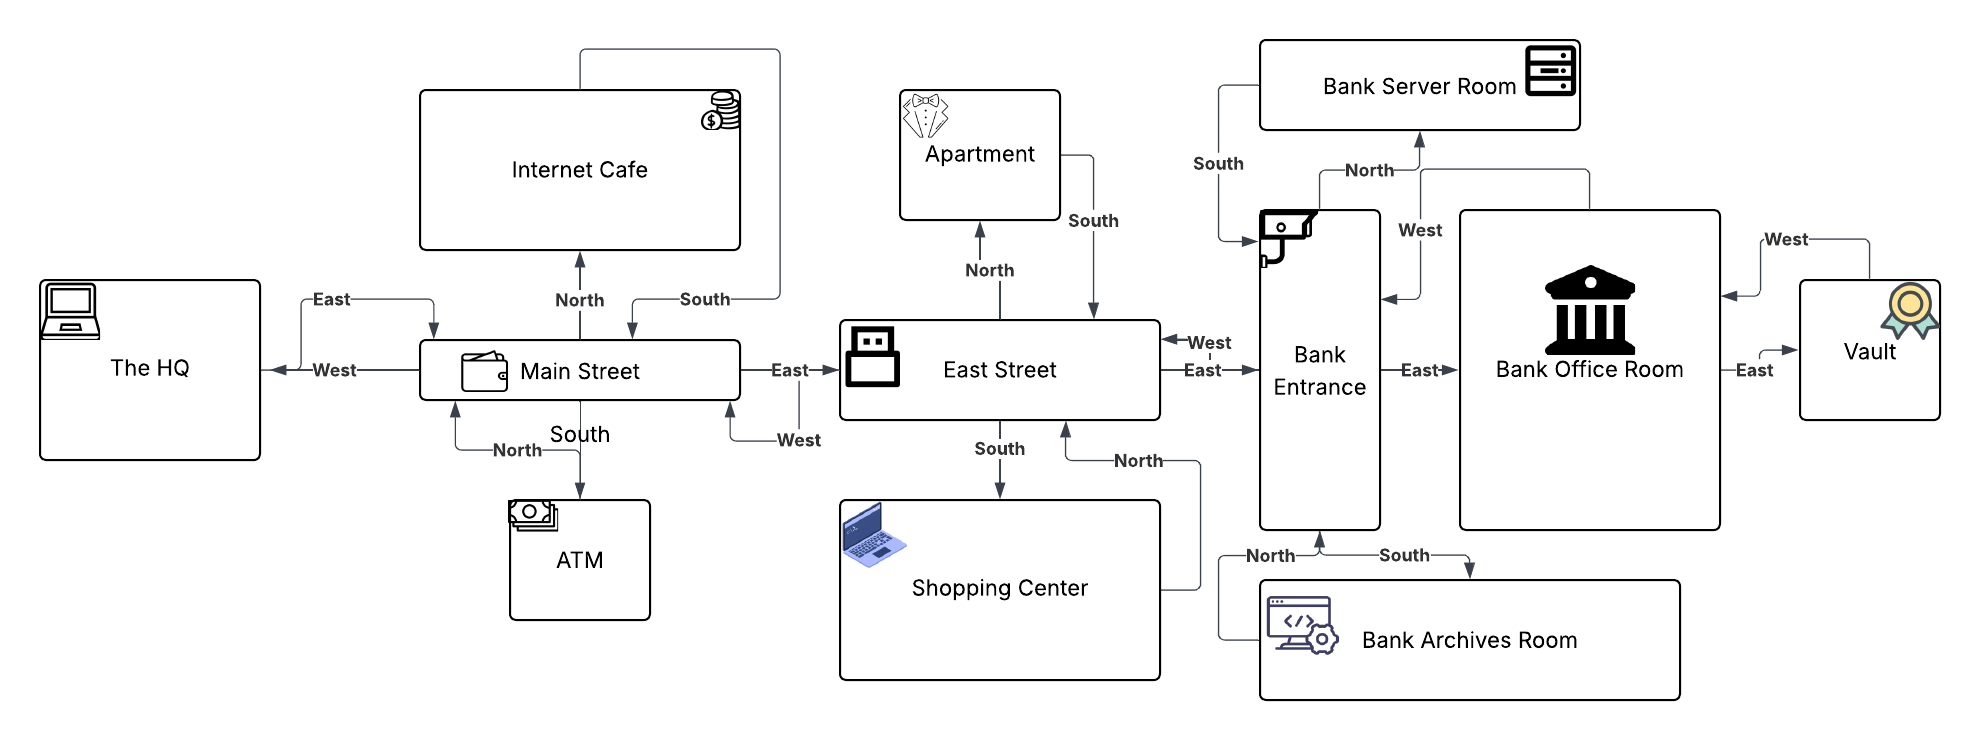 Bank Server Room
Internet Cafe
Apartment
South
North
South
West
North
West
East
North
South
The HQ
West
Main Street
East
East Street
West
East
Bank
Entrance
East
Bank Office Room
East
Vault
South
North
West
South
North
ATM
Shopping Center
North
South
Bank Archives Room